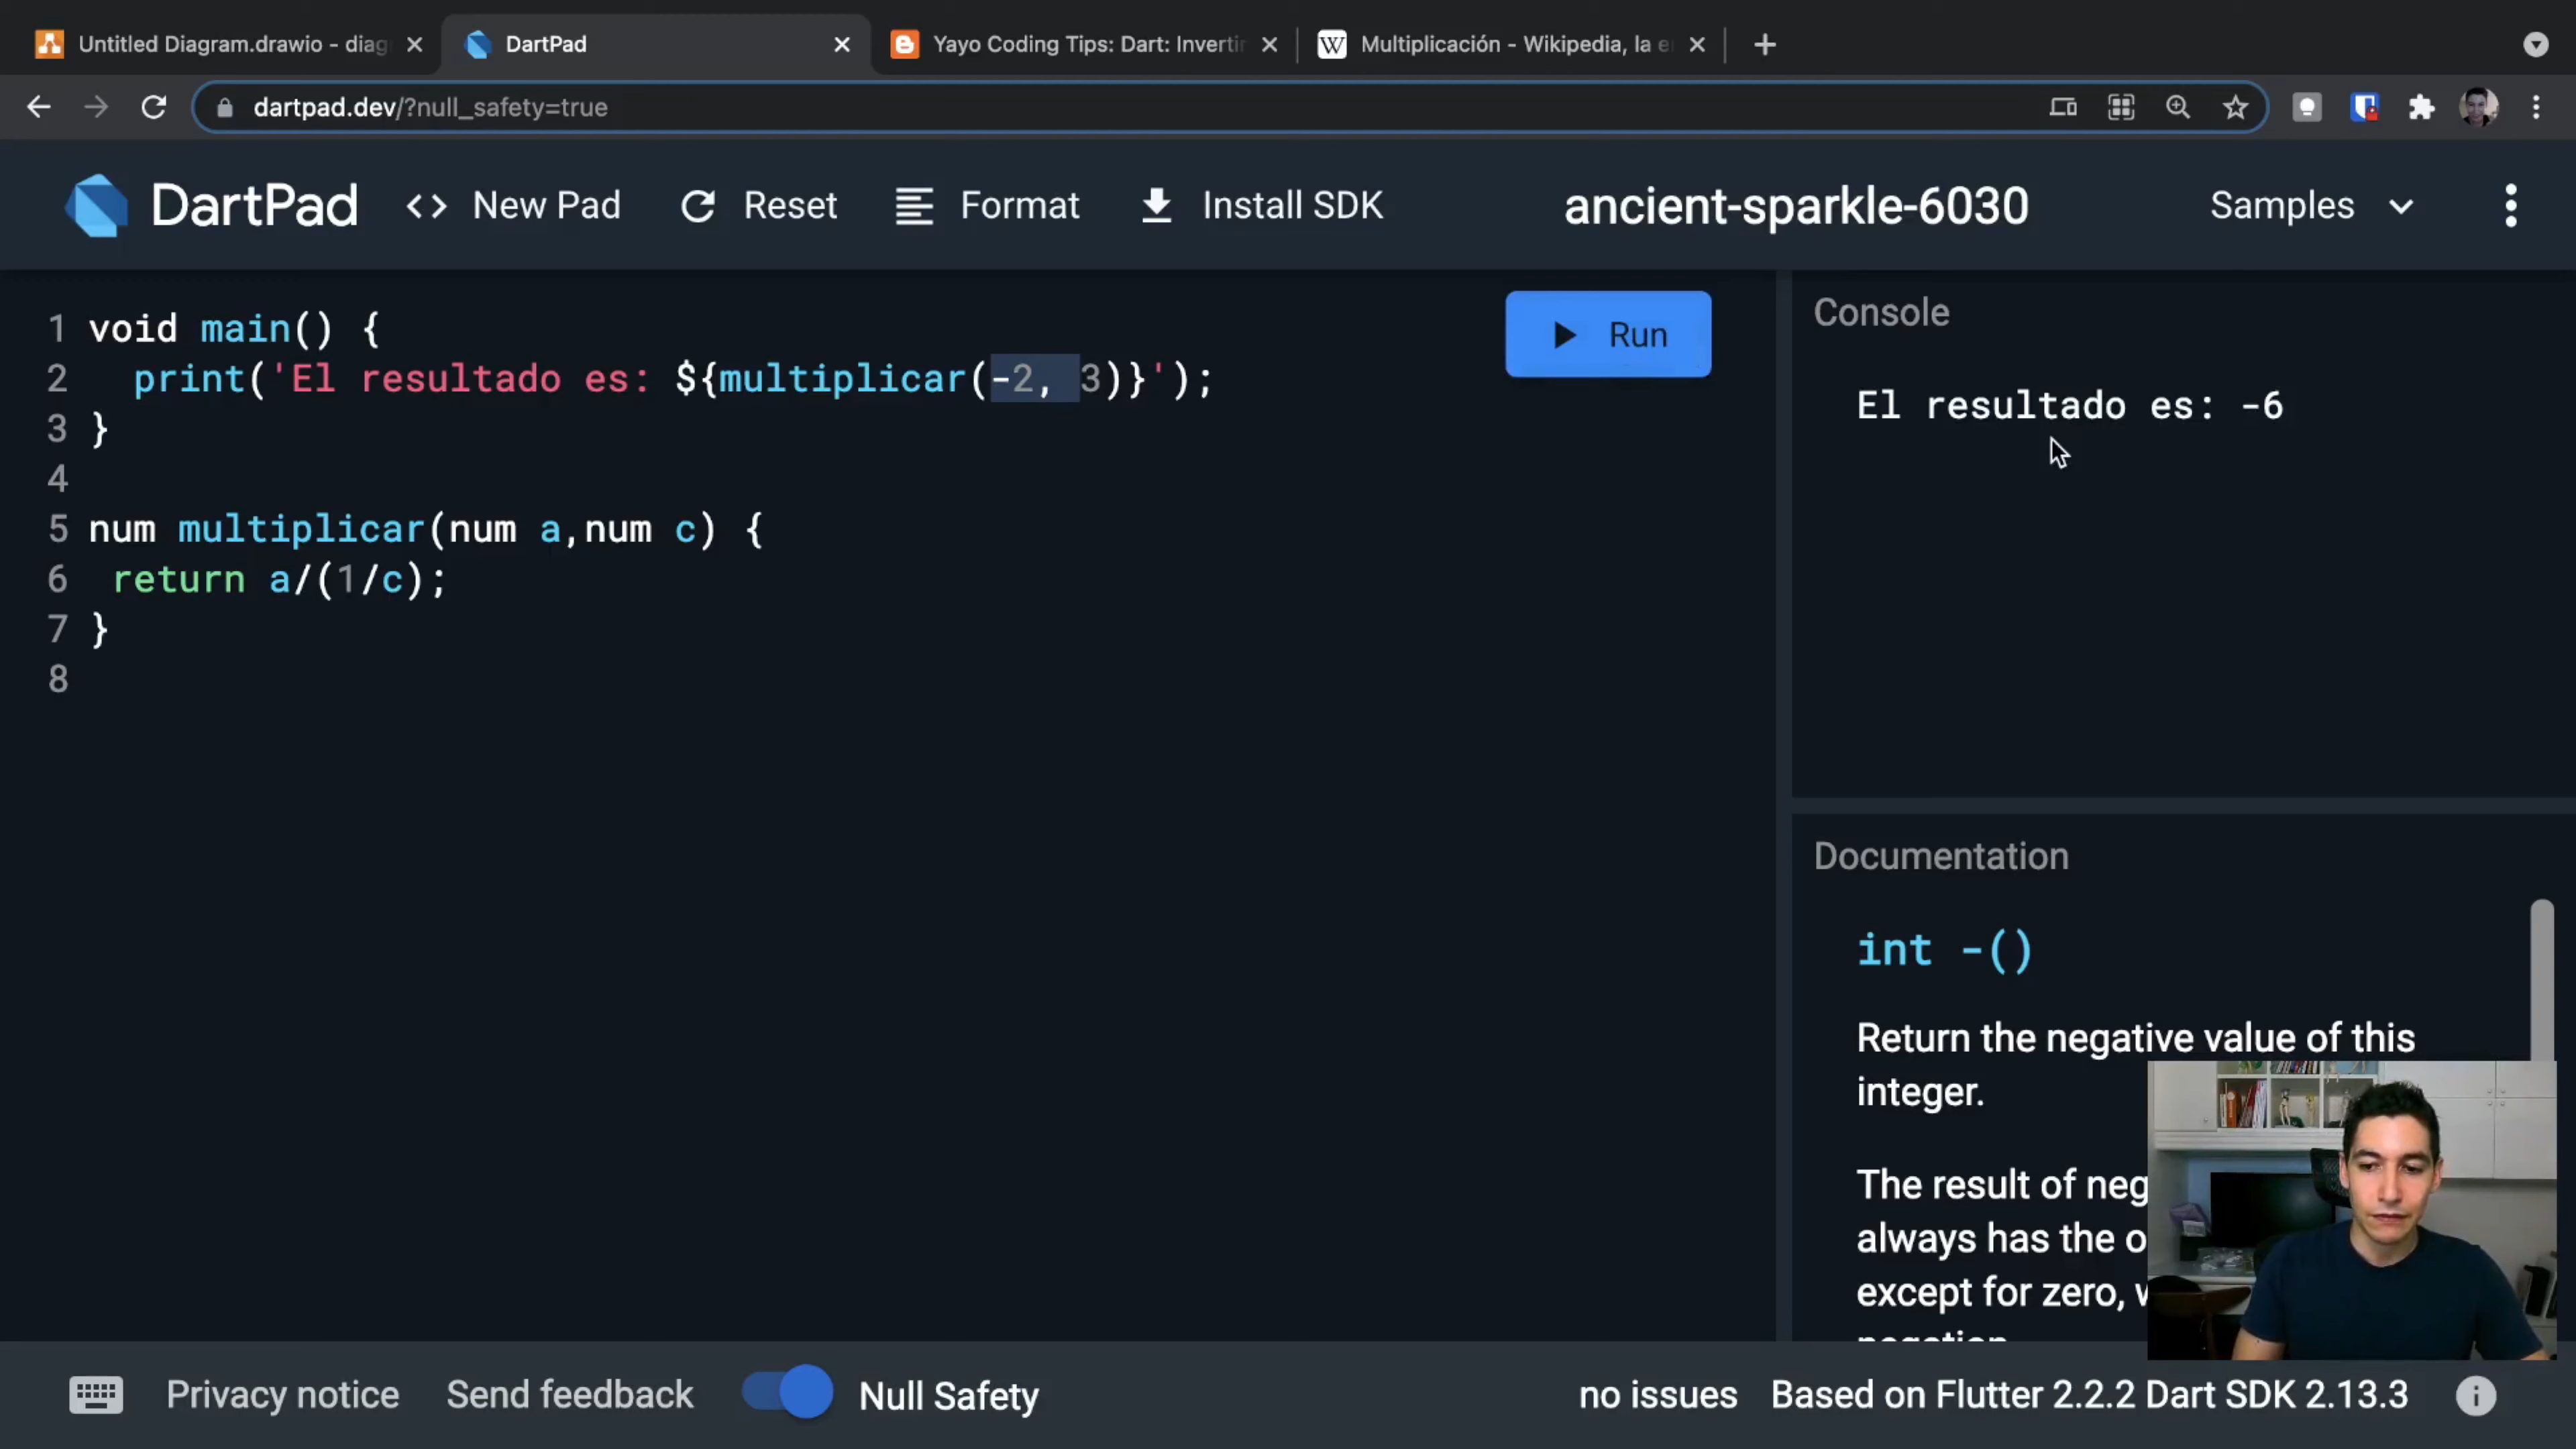 Untitled Diagram.drawio - diag
DartPad
Yayo Coding Tips: Dart: Inverti
Multiplicación - Wikipedia, la e
dartpad.dev/?null_safety=true
DartPad
New Pad
Reset
Format
Install SDK
ancient-sparkle-6030
Samples
1 void main() {
2 print('El resultado es: ${multiplicar(-2, 3)}');
3 }
4
5 num multiplicar(num a,num c) {
6 return a/(1/c);
7 }
8
Run
Console
El resultado es: -6
Documentation
int -()
Return the negative value of this
integer.
The result of neg
always has the o
except for zero,
negation
Privacy notice
Send feedback
Null Safety
no issues
Based on Flutter 2.2.2 Dart SDK 2.13.3